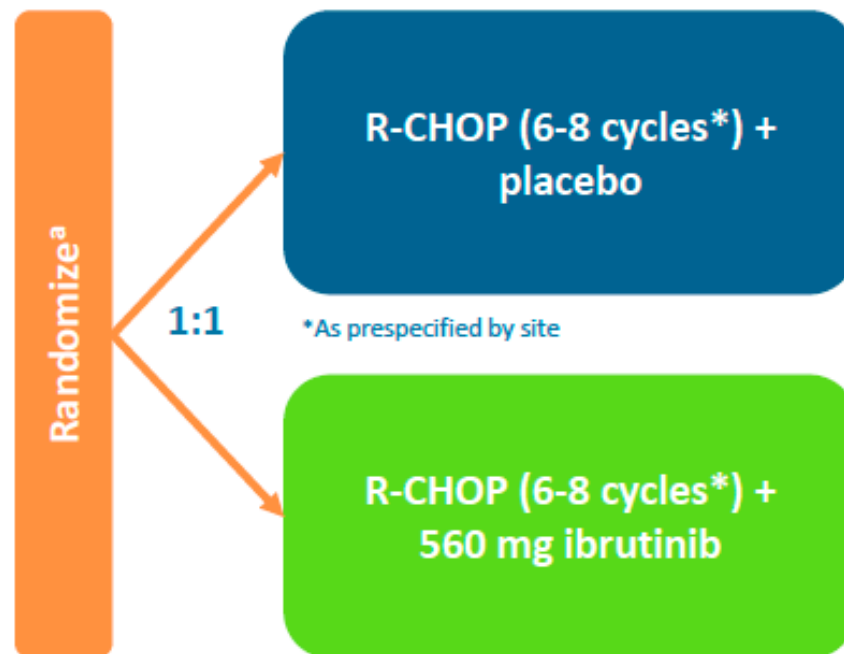 Randomizeᵃ
1:1
R-CHOP (6-8 cycles*) +
placebo
*As prespecified by site
R-CHOP (6-8 cycles*) +
560 mg ibrutinib